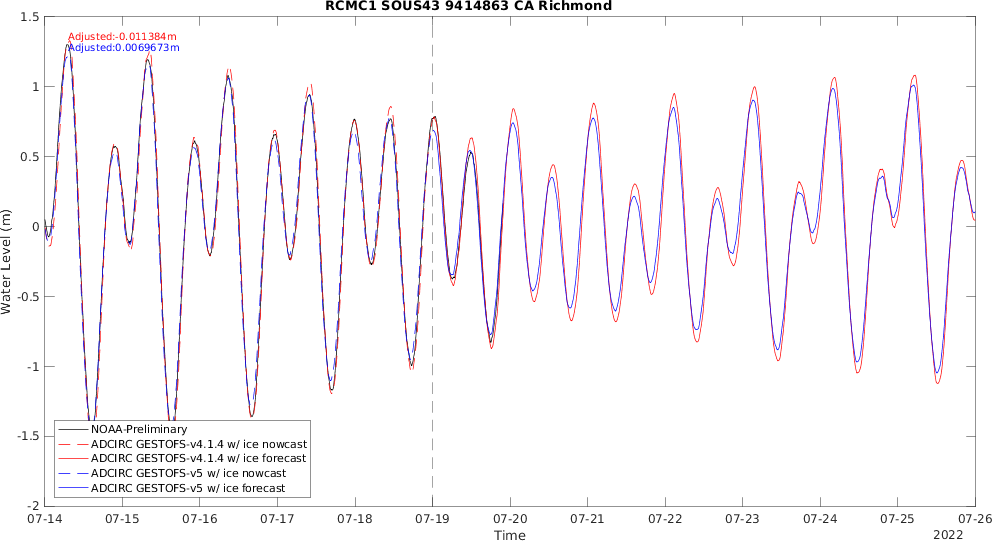 RCMC1 SOUS43 9414863 CA Richmond
Adjusted:-0.011384m
Adjusted:0.0069673m
1.5
1
0.5
0
-0.5
-1
-1.5
-2
Water Level (m)
NOAA-Preliminary
ADCIRC GESTOFS-v4.1.4 w/ ice nowcast
ADCIRC GESTOFS-v4.1.4 w/ ice forecast
ADCIRC GESTOFS-v5 w/ ice nowcast
ADCIRC GESTOFS-v5 w/ ice forecast
07-14 07-15 07-16 07-17 07-18 07-19 07-20 07-21 07-22 07-23 07-24 07-25 07-26
Time
2022